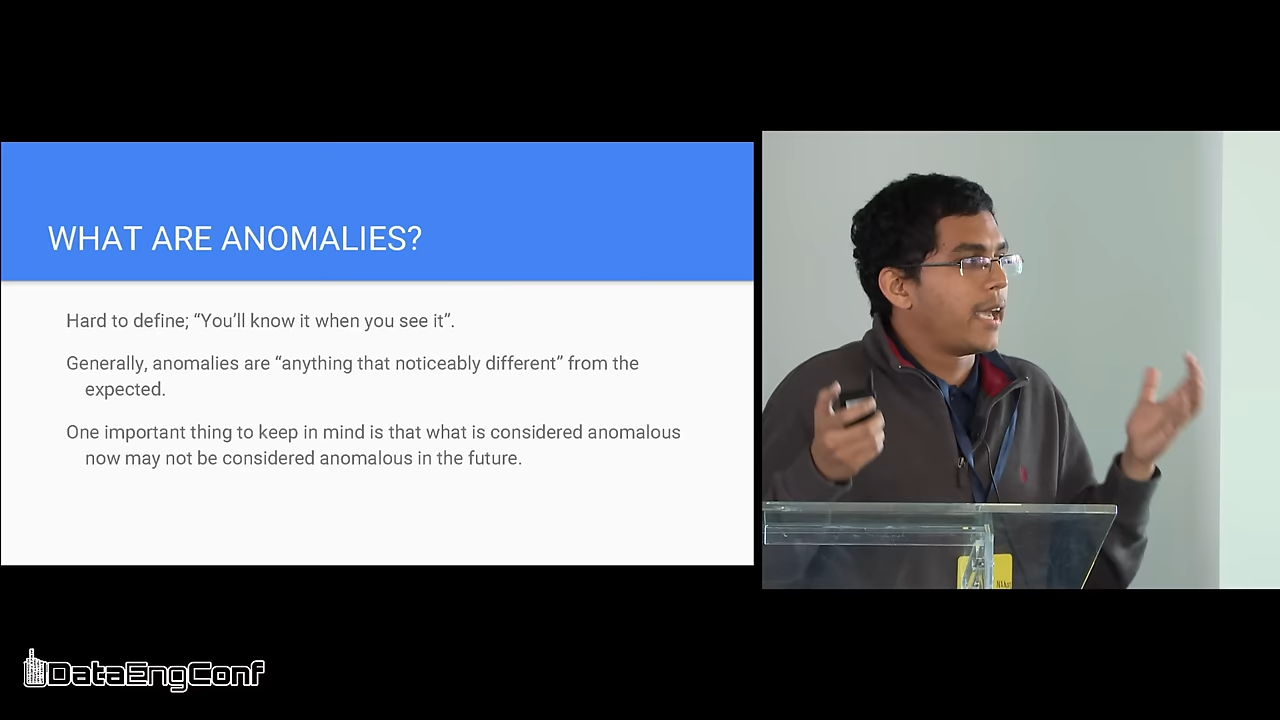 WHAT ARE ANOMALIES?
Hard to define; “You’ll know it when you see it”.
Generally, anomalies are “anything that noticeably different” from the
expected.
One important thing to keep in mind is that what is considered anomalous
now may not be considered anomalous in the future.
DataEngConf